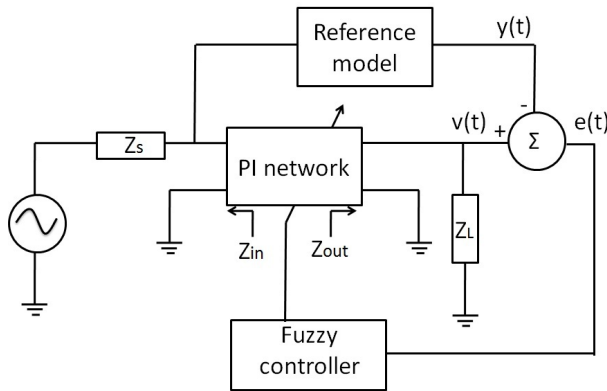 Reference
model
y(t)
-
Zs
PI network
v(t)
+
Σ
e(t)
Zin
Zout
ZL
Fuzzy
controller